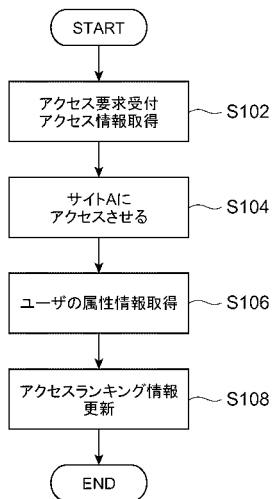 START
アクセス要求受付
アクセス情報取得
S102
サイトAに
アクセスさせる
S104
ユーザの属性情報取得
S106
アクセスランキング情報
更新
S108
END